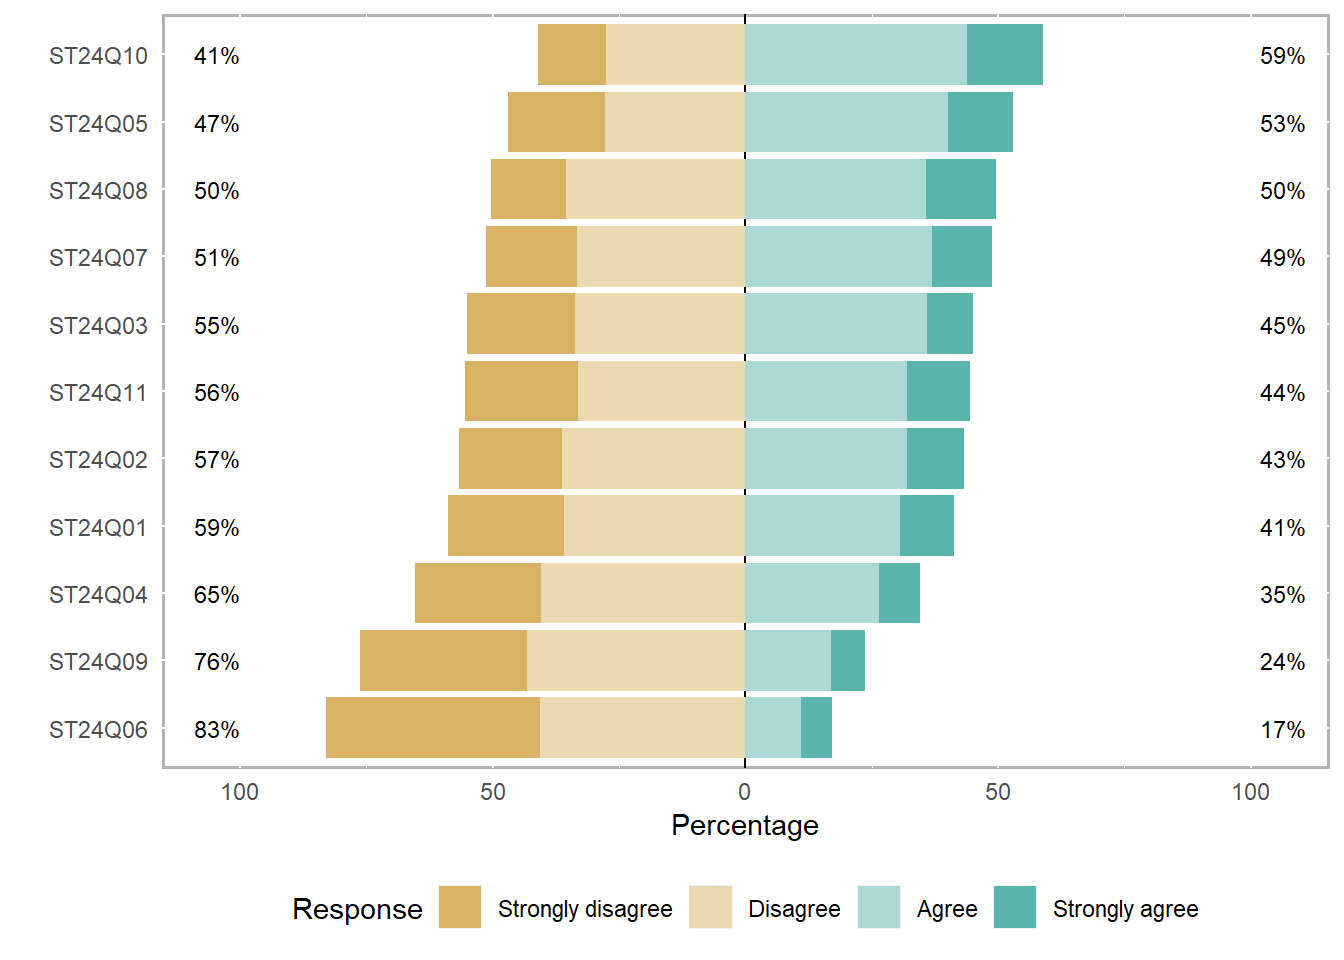 ST24Q10 41% 59%
ST24Q05 47% 53%
ST24Q08 50% 50%
ST24Q07 51% 49%
ST24Q03 55% 45%
ST24Q11 56% 44%
ST24Q02 57% 43%
ST24Q01 59% 41%
ST24Q04 65% 35%
ST24Q09 76% 24%
ST24Q06 83% 17%
100 50 0 50 100
Percentage
Response Strongly disagree Disagree Agree Strongly agree